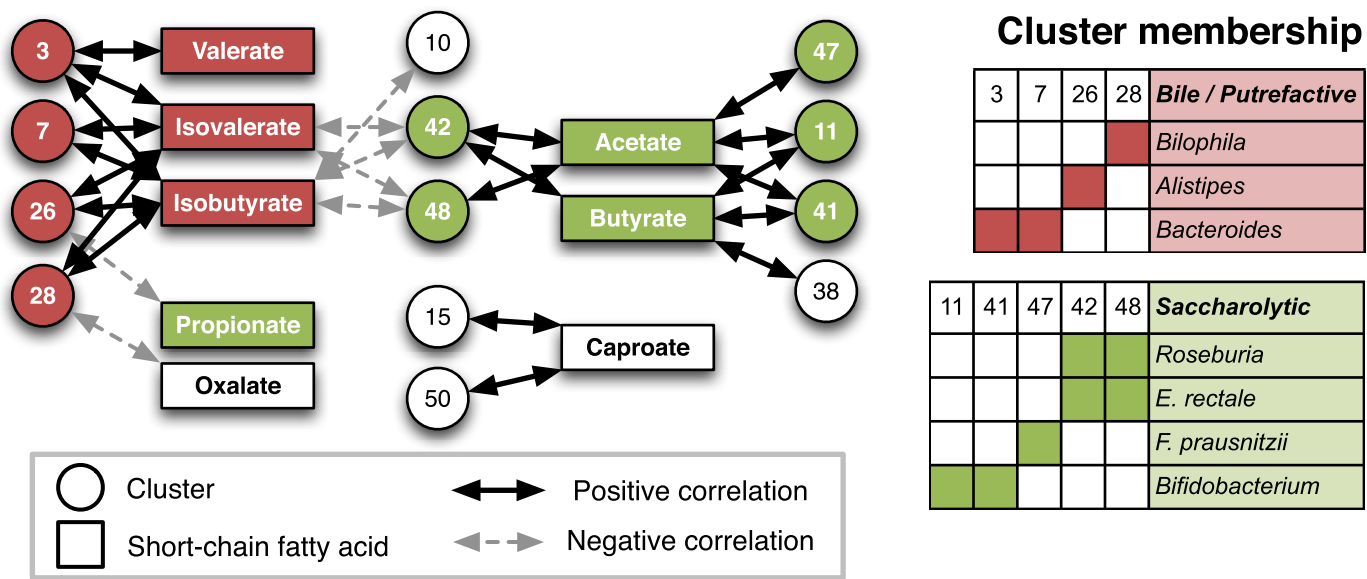 Cluster membership
3
Valerate
10
47
7
Isovalerate
42
Acetate
11
26
Isobutyrate
48
Butyrate
41
28
38
Propionate
15
Caproate
Oxalate
50
3 7 26 28 Bile / Putrefactive
Bilophila
Alistipes
Bacteroides
11 41 47 42 48 Saccharolytic
Roseburia
E. rectale
F. prausnitzii
Bifidobacterium
Cluster
Positive correlation
Short-chain fatty acid
Negative correlation